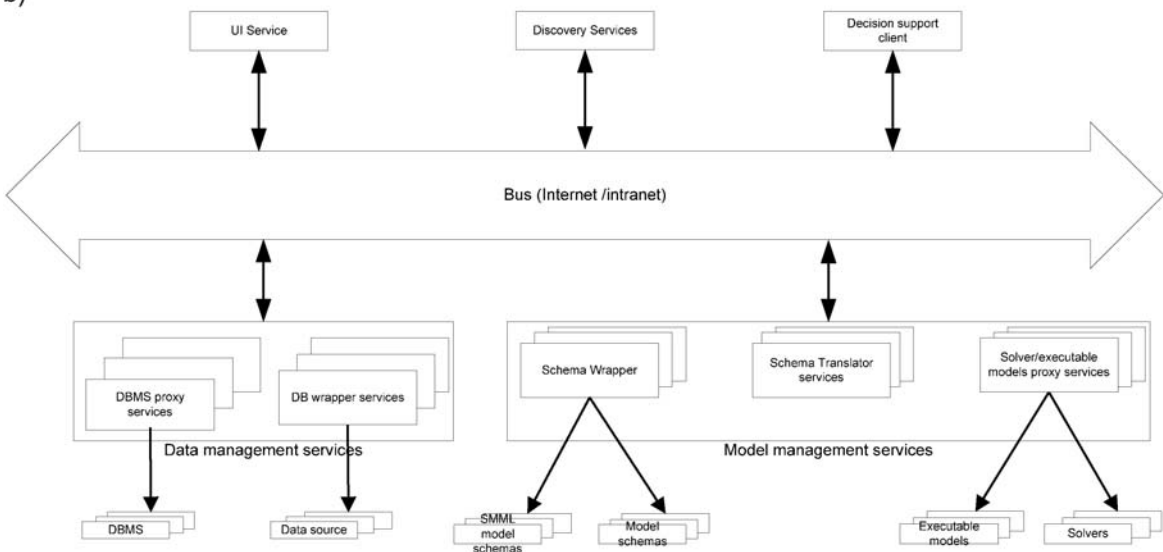 b)
UI Service
Discovery Services
Decision support
client
Bus (Internet /intranet)
DBMS proxy
services
DB wrapper services
Data management services
Schema Wrapper
Schema Translator
services
Solver/executable
models proxy services
Model management services
DBMS
Data source
SMML
model
schemas
Model
schemas
Executable
models
Solvers